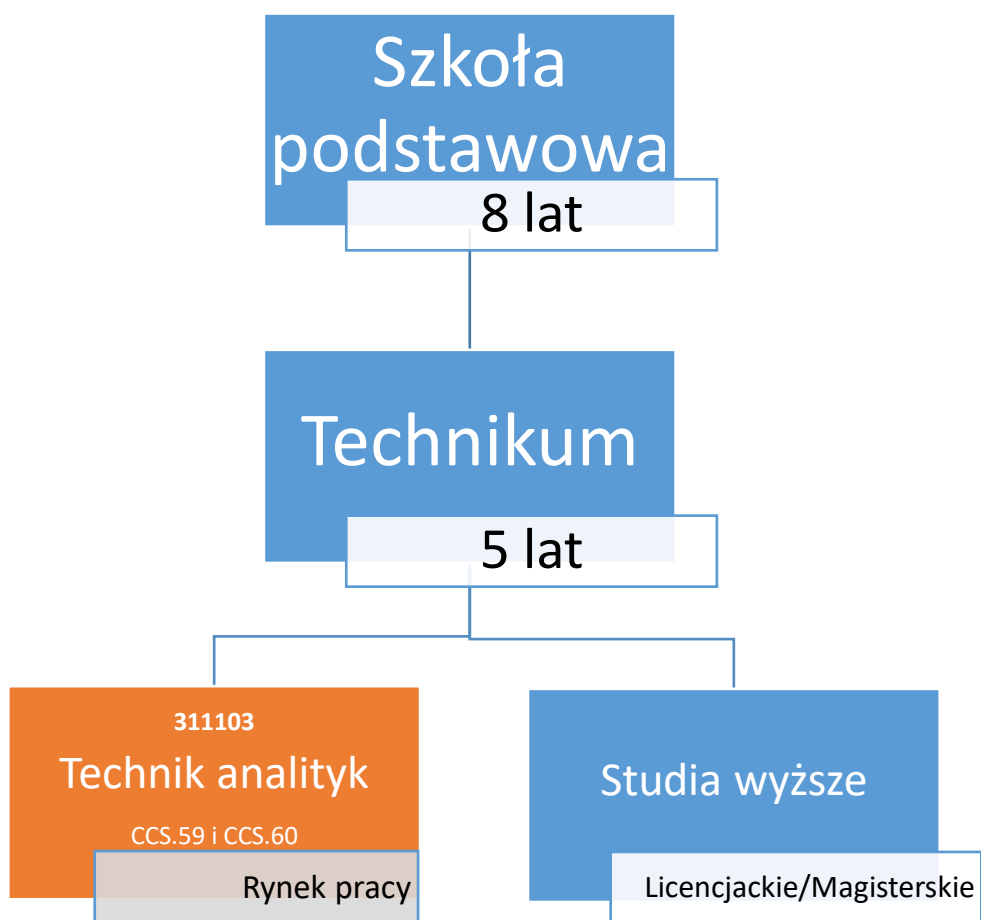 Szkoła
podstawowa
8 lat
Technikum
5 lat
311103
Technik analityk
CCS.59 i CCS.60
Rynek pracy
Studia wyższe
Licencjackie/Magisterskie